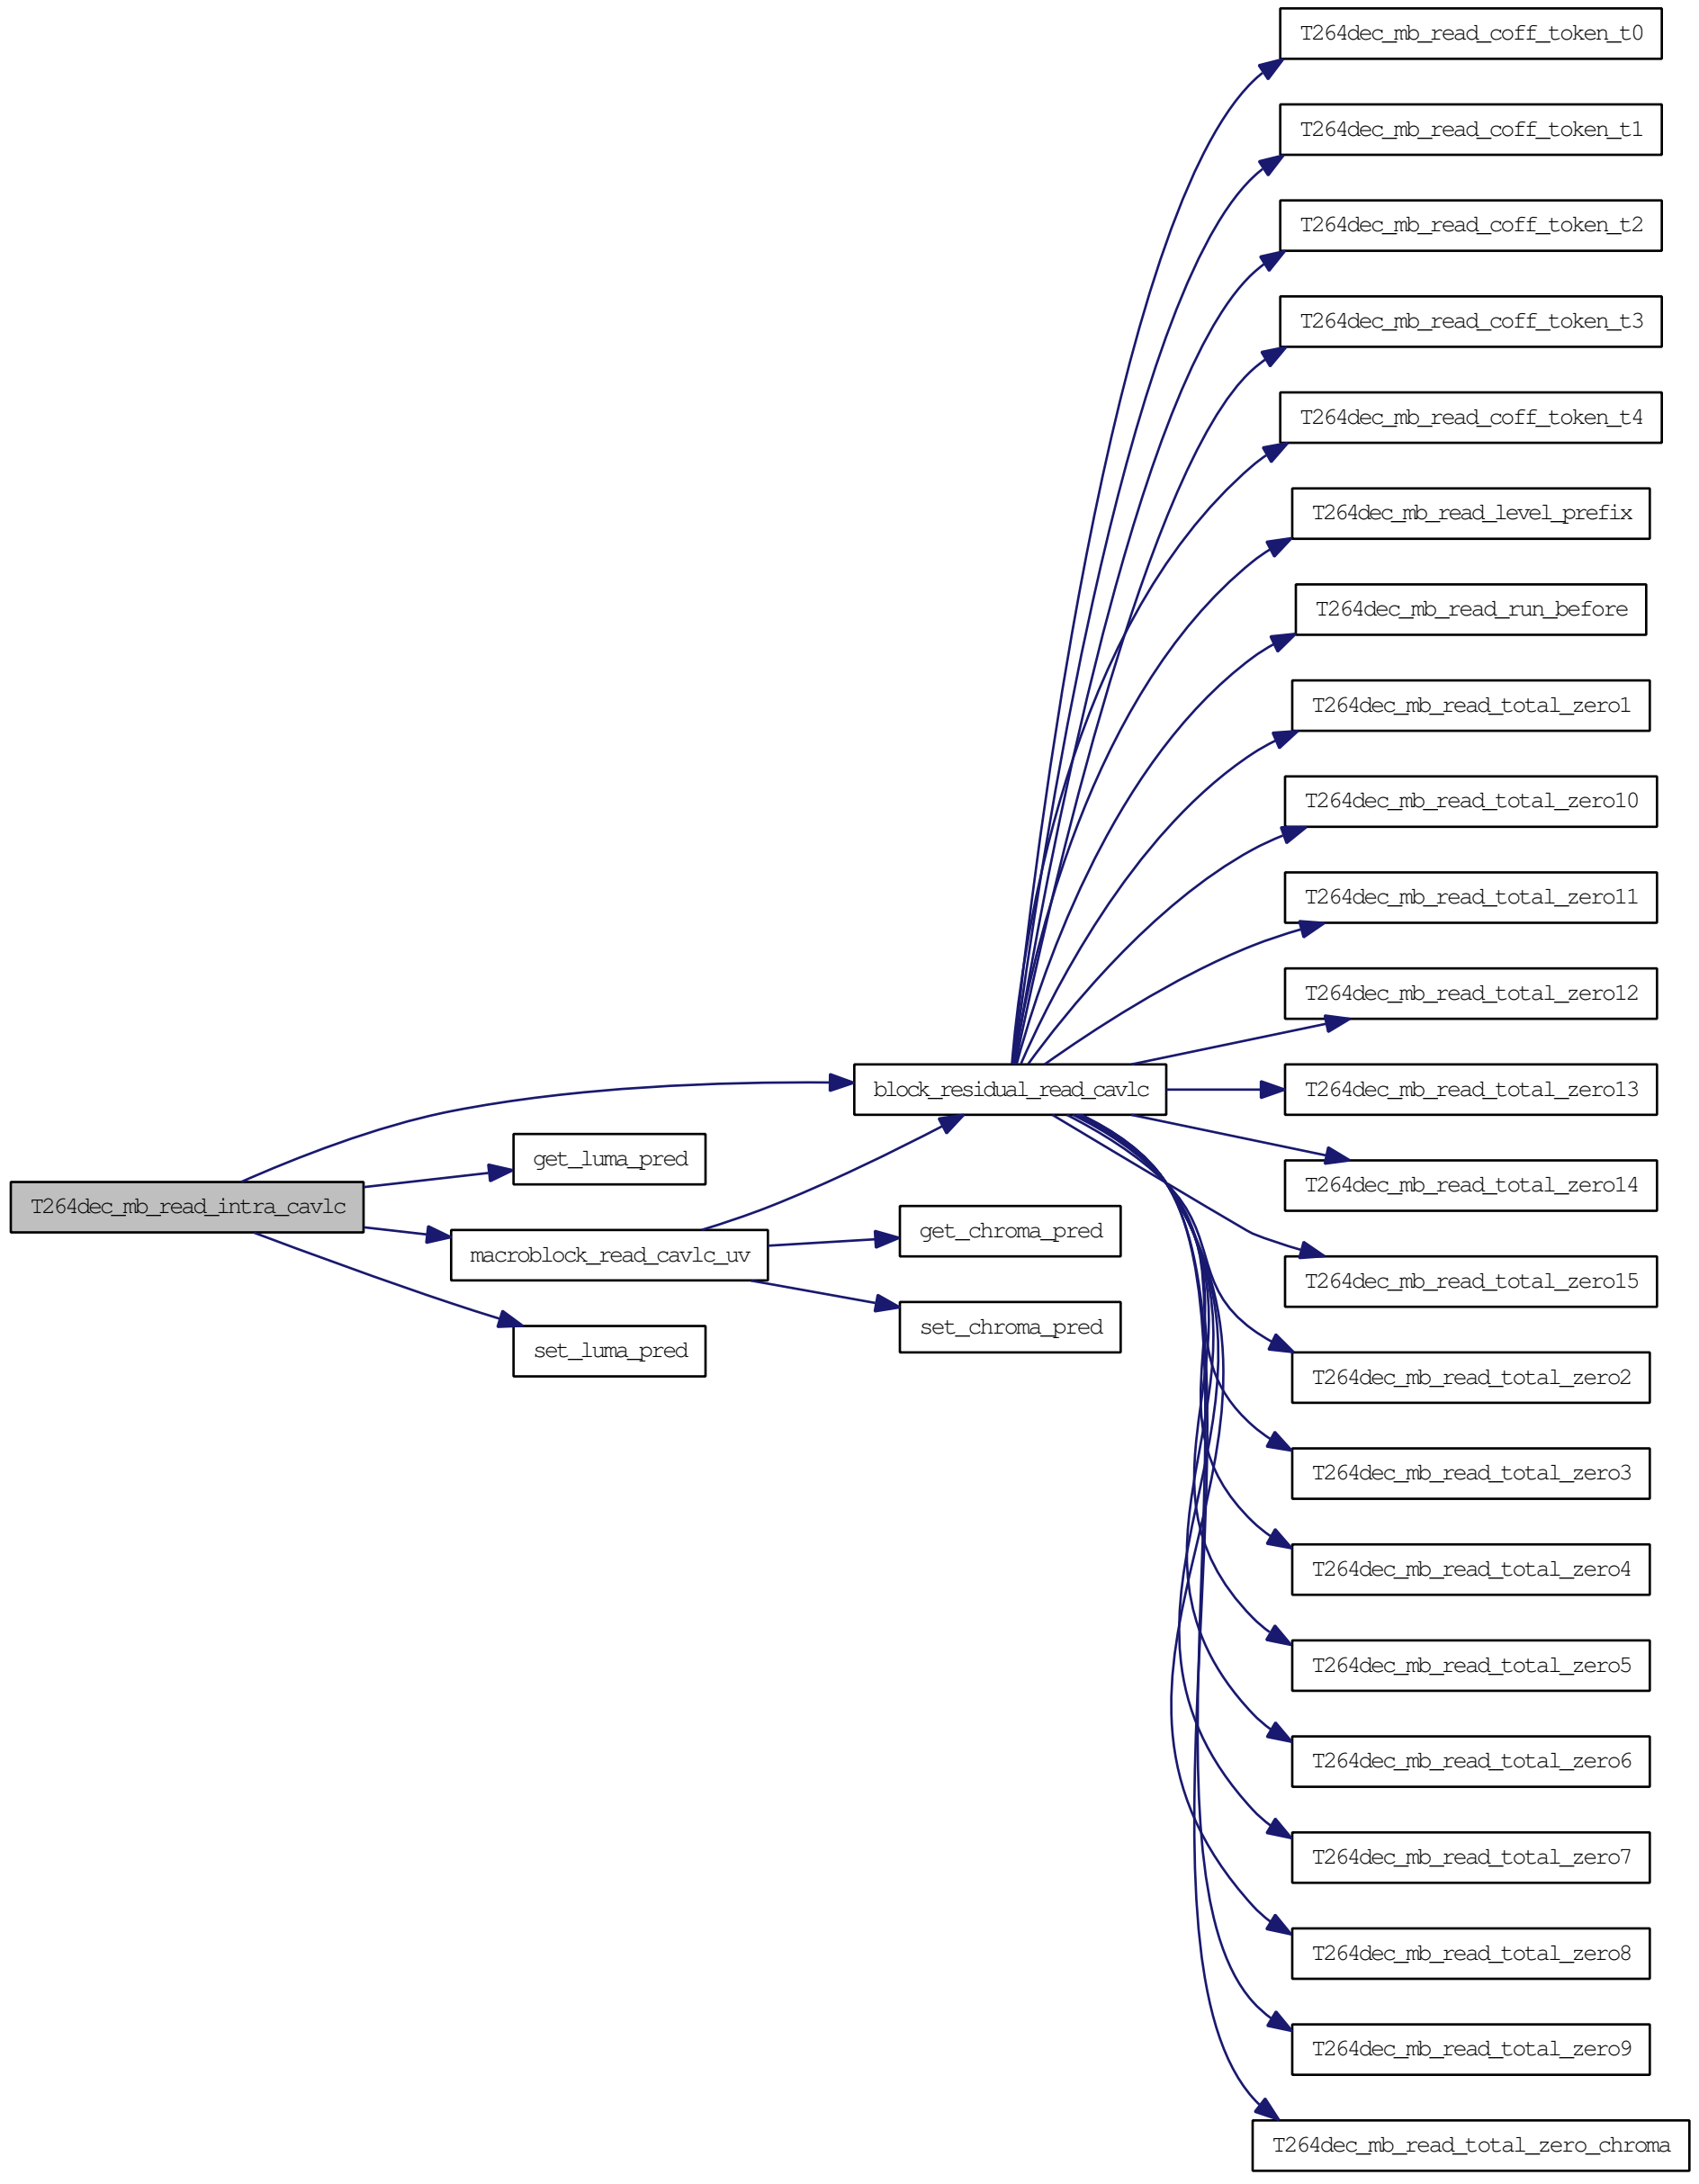 T264dec_mb_read_coff_token_t0
T264dec_mb_read_coff_token_t1
T264dec_mb_read_coff_token_t2
T264dec_mb_read_coff_token_t3
T264dec_mb_read_coff_token_t4
T264dec_mb_read_level_prefix
T264dec_mb_read_run_before
T264dec_mb_read_total_zero1
T264dec_mb_read_total_zero10
T264dec_mb_read_total_zero11
T264dec_mb_read_total_zero12
block_residual_read_cavlc
T264dec_mb_read_total_zero13
get_luma_pred
T264dec_mb_read_total_zero14
T264dec_mb_read_intra_cavlc
get_chroma_pred
macroblock_read_cavlc_uv
T264dec_mb_read_total_zero15
set_chroma_pred
set_luma_pred
T264dec_mb_read_total_zero2
T264dec_mb_read_total_zero3
T264dec_mb_read_total_zero4
T264dec_mb_read_total_zero5
T264dec_mb_read_total_zero6
T264dec_mb_read_total_zero7
T264dec_mb_read_total_zero8
T264dec_mb_read_total_zero9
T264dec_mb_read_total_zero_chroma